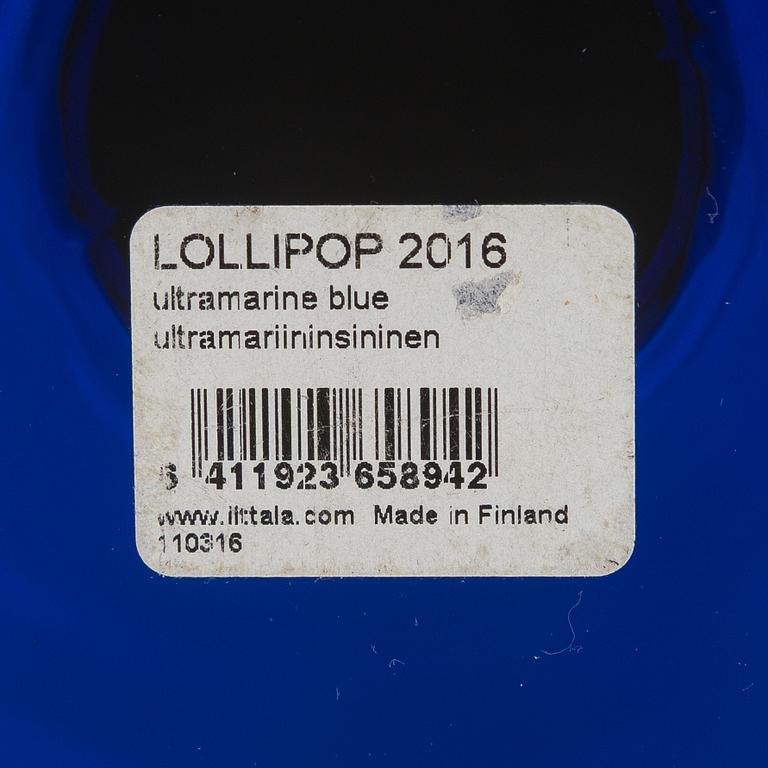 LOLLIPOP 2016
ultramarine blue
ultramariininsininen
6 411923 658942
www.iittala.com Made in Finland
110316